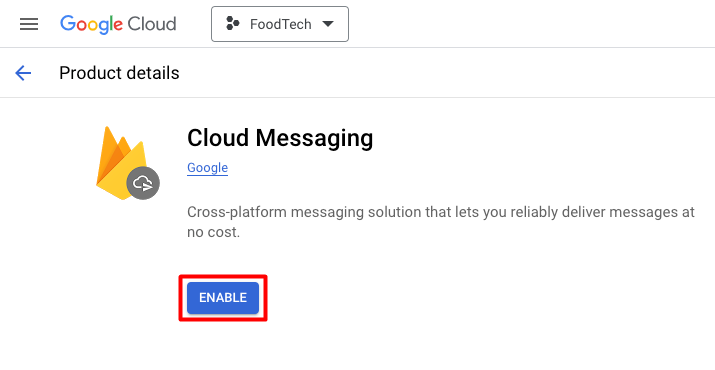 Google Cloud
FoodTech
Product details
Cloud Messaging
Google
Cross-platform messaging solution that lets you reliably deliver messages at
no cost.
ENABLE